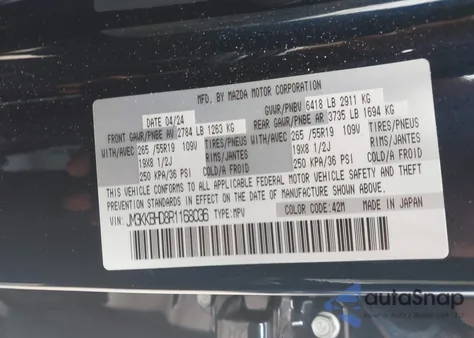 MFD. BY MAZDA MOTOR CORPORATION
DATE 04/24 GVWR/PNBV 6418 LB 2911 KG
FRONT GAWR/PNBE AV 2784 LB 1263 KG REAR GAWR/PNBE AR 3735 LB 1694 KG
WITH/AVEC 265 /55R19 109V TIRES/PNEUS WITH/AVEC 265 /55R19 109V TIRES/PNEUS
19X8 1/2J RIMS/JANTES 19X8 1/2J RIMS/JANTES
250 KPA/36 PSI COLD/A FROID 250 KPA/36 PSI COLD/A FROID
THIS VEHICLE CONFORMS TO ALL APPLICABLE FEDERAL MOTOR VEHICLE SAFETY AND THEFT
PREVENTION STANDARDS IN EFFECT ON THE DATE OF MANUFACTURE SHOWN ABOVE.
VIN: JM3KKBHD8R1168036 TYPE: MPV COLOR CODE: 42M MADE IN JAPAN
autoSnap